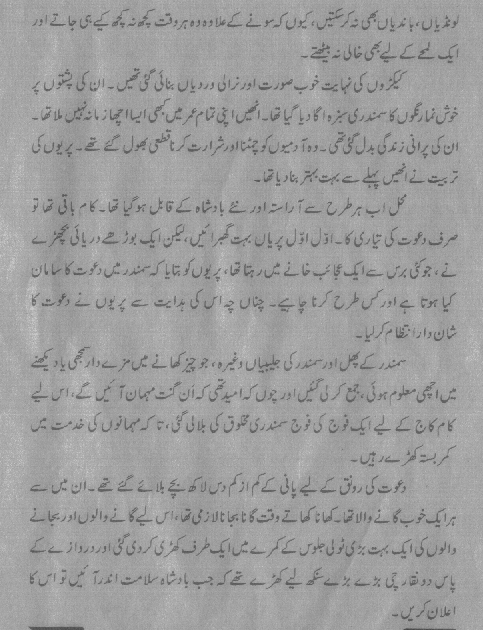 لونڈیاں، باندیاں بھی نہ کر سکتیں، کیوں کہ سونے کے علاوہ وہ ہر وقت کچھ نہ کچھ کیے ہی جاتے اور
ایک لمحے کے لیے بھی خالی نہ بیٹھتے۔
کیکڑوں کی نہایت خوب صورت اور نرالی وردیاں بنائی گئی تھیں۔ ان کی پشتوں پر
خوش نما رنگوں کا سمندری سبزہ اگا دیا گیا تھا۔ انھیں اپنی تمام عمر میں کبھی ایسا اچھا زمانہ نہیں ملا تھا۔
ان کی پرانی زندگی بدل گئی تھی۔ وہ آدمیوں کو چمٹنا اور شرارت کرنا قطعی بھول گئے تھے۔ پریوں کی
تربیت نے انھیں پہلے سے بہت بہتر بنا دیا تھا۔
محل اب ہر طرح سے آراستہ اور نئے بادشاہ کے قابل ہو گیا تھا۔ کام باقی تھا تو
صرف دعوت کی تیاری کا۔ اوّل اوّل پریاں بہت گھبرائیں، لیکن ایک بوڑھے دریائی بچھڑے
نے، جو کئی برس سے ایک عجائب خانے میں رہتا تھا، پریوں کو بتایا کہ سمندر میں دعوت کا سامان
کیا ہوتا ہے اور کس طرح کرنا چاہیے۔ چناں چہ اس کی ہدایت سے پریوں نے دعوت کا
شان دار انتظام کر لیا۔
سمندر کے پھل اور سمندر کی جلیبیاں وغیرہ، جو چیز کھانے میں مزے دار سمجھی یا دیکھنے
میں اچھی معلوم ہوئی، جمع کر لی گئیں اور چوں کہ امید تھی کہ اَن گنت مہمان آئیں گے، اس لیے
کام کاج کے لیے ایک فوج کی فوج سمندری مخلوق کی بلا لی گئی، تا کہ مہمانوں کی خدمت میں
کمر بستہ کھڑے رہیں۔
دعوت کی رونق کے لیے پانی کے کم از کم دس لاکھ بچے بلائے گئے تھے۔ ان میں سے
ہر ایک خوب گانے والا تھا۔ کھانا کھاتے وقت گانا بجانا لازمی تھا، اس لیے گانے والوں اور بجانے
والوں کی ایک بہت بڑی ٹولی جلوس کے کمرے میں ایک طرف کھڑی کر دی گئی اور دروازے کے
پاس دو نقارچی بڑے بڑے سنکھ لیے کھڑے تھے کہ جب بادشاہ سلامت اندر آئیں تو اس کا
اعلان کریں۔